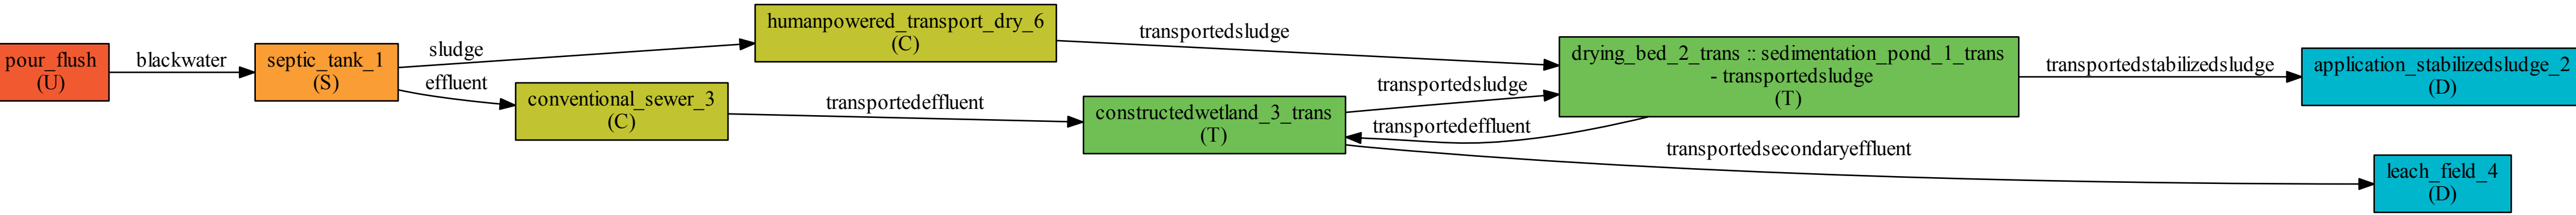 pour_flush
(U)
blackwater
septic_tank_1
(S)
sludge
effluent
humanpowered_transport_dry_6
(C)
conventional_sewer_3
(C)
transportedsludge
transportedeffluent
constructedwetland_3_trans
(T)
transportedsludge
transportedeffluent
drying_bed_2_trans :: sedimentation_pond_1_trans
- transportedsludge
(T)
transportedstabilizedsludge
transportedsecondaryeffluent
application_stabilizedsludge_2
(D)
leach_field_4
(D)